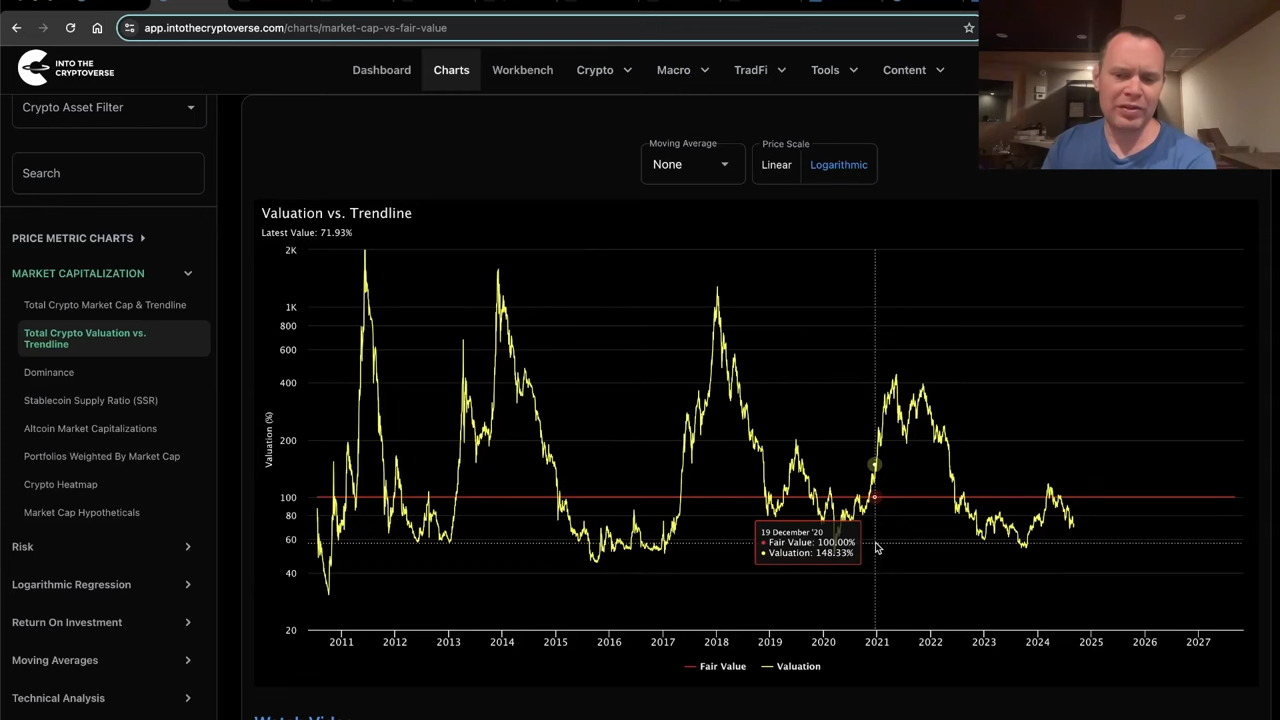 app.intothecryptoverse.com/charts/market-cap-vs-fair-value
INTO THE
CRYPTOVERSE
Dashboard
Charts
Workbench
Crypto
Macro
TradFi
Tools
Content
Crypto Asset Filter
Search
PRICE METRIC CHARTS
MARKET CAPITALIZATION
Total Crypto Market Cap & Trendline
Total Crypto Valuation vs.
Trendline
Dominance
Stablecoin Supply Ratio (SSR)
Altcoin Market Capitalizations
Portfolios Weighted By Market Cap
Crypto Heatmap
Market Cap Hypotheticals
Risk
Logarithmic Regression
Return On Investment
Moving Averages
Technical Analysis
Moving Average
None
Price Scale
Linear
Logarithmic
Valuation vs. Trendline
Latest Value: 71.93%
2K
1K
800
600
400
200
100
80
60
40
20
Valuation (%)
19 December '20
Fair Value: 100.00%
Valuation: 148.33%
2011 2012 2013 2014 2015 2016 2017 2018 2019 2020 2021 2022 2023 2024 2025 2026 2027
Fair Value
Valuation